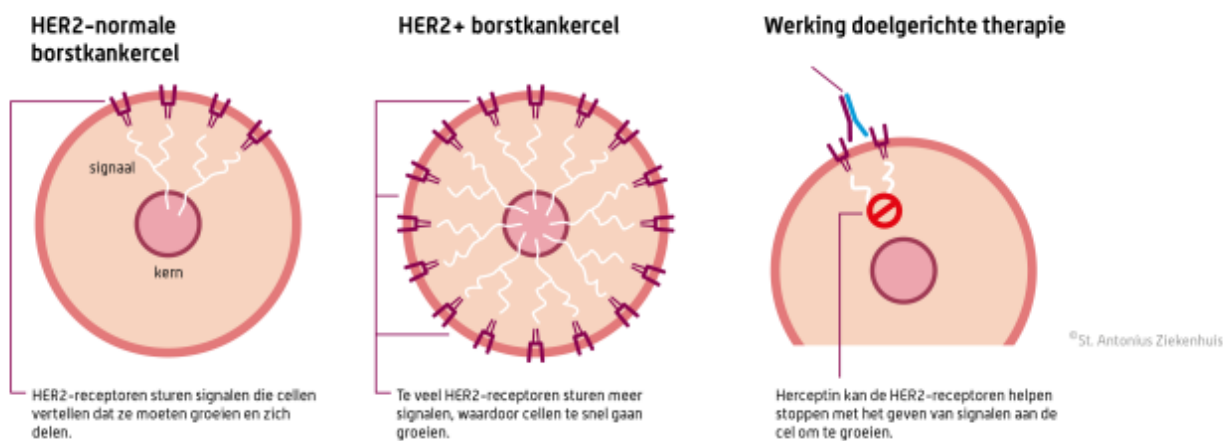 HER2-normale
borstkankercel
signaal
kern
HER2-receptoren sturen signalen die cellen
vertellen dat ze moeten groeien en zich
delen.
HER2+ borstkankercel
Te veel HER2-receptoren sturen meer
signalen, waardoor cellen te snel gaan
groeien.
Werking doelgerichte therapie
Herceptin kan de HER2-receptoren helpen
stoppen met het geven van signalen aan de
cel om te groeien.
©St. Antonius Ziekenhuis